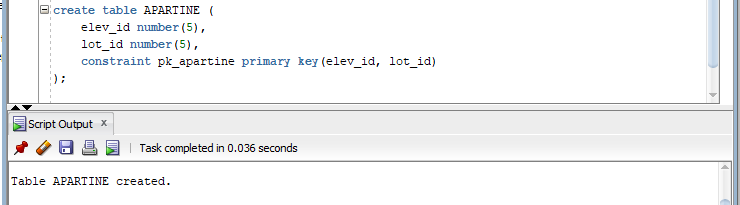 create table APARTINE (
elev_id number(5),
lot_id number(5),
constraint pk_apartine primary key(elev_id, lot_id)
);
Script Output x
Task completed in 0.036 seconds
Table APARTINE created.